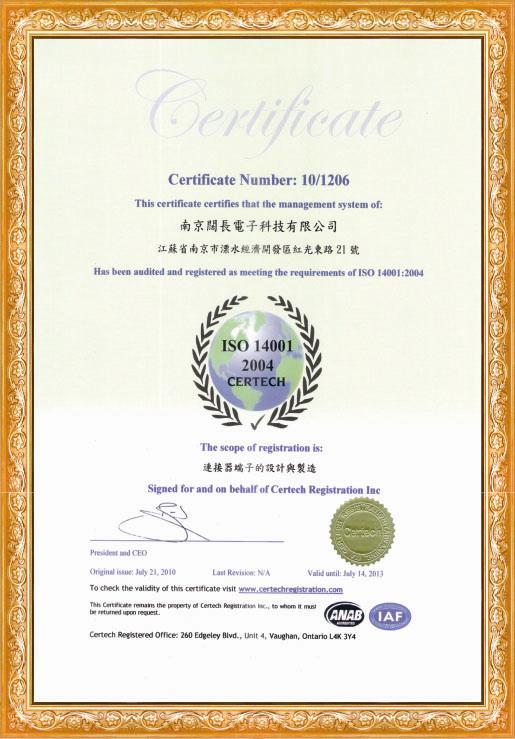 Certificate
Certificate Number: 10/1206
This certificate certifies that the management system of:
南京闊長電子科技有限公司
江蘇省南京市溧水經濟開發區紅光東路 21 號
Has been audited and registered as meeting the requirements of ISO 14001:2004
ISO 14001
2004
CERTECH
The scope of registration is:
連接器端子的設計與製造
Signed for and on behalf of Certech Registration Inc
Certech
President and CEO
Original issue: July 21, 2010 Last Revision: N/A Valid until: July 14, 2013
To check the validity of this certificate visit www.certechregistration.com
This Certificate remains the property of Certech Registration Inc., to whom it must
be returned upon request.
ANAB
ACCREDITED
IAF
Certech Registered Office: 260 Edgeley Blvd., Unit 4, Vaughan, Ontario L4K 3Y4